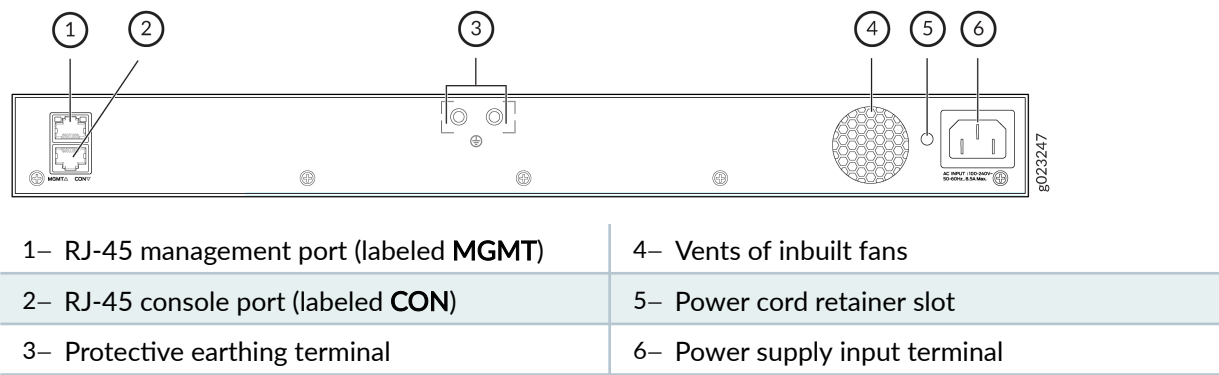 1 2 3 4 5 6
MGMT△ CON▽
AC INPUT : 100-240V~
50-60Hz, 8.5A Max.
g023247
1– RJ-45 management port (labeled MGMT)
4– Vents of inbuilt fans
2– RJ-45 console port (labeled CON)
5– Power cord retainer slot
3– Protective earthing terminal
6– Power supply input terminal